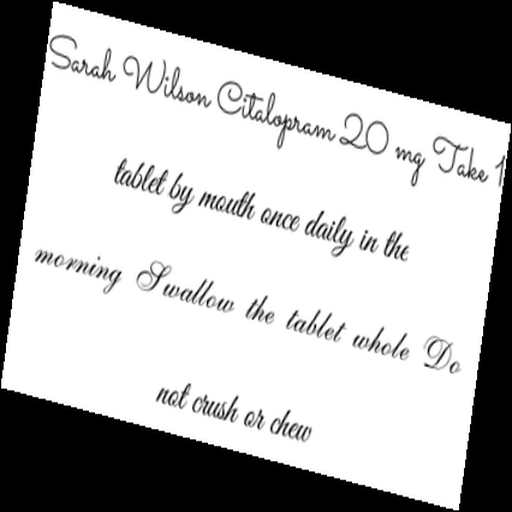 Sarah Wilson Citalopram 20 mg Take 1
tablet by mouth once daily in the
morning Swallow the tablet whole Do
not crush or chew